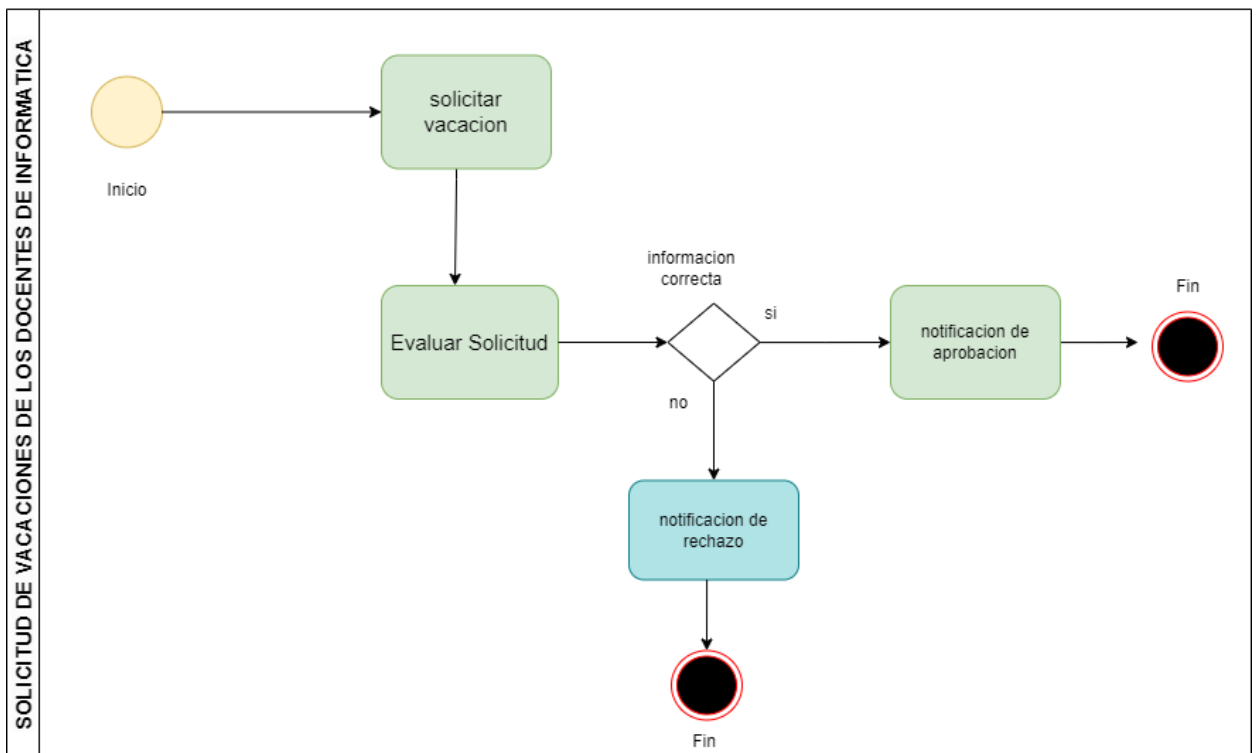 SOLICITUD DE VACACIONES DE LOS DOCENTES DE INFORMATICA
Inicio
solicitar
vacacion
Evaluar Solicitud
informacion
correcta
si
no
notificacion de
aprobacion
Fin
notificacion de
rechazo
Fin